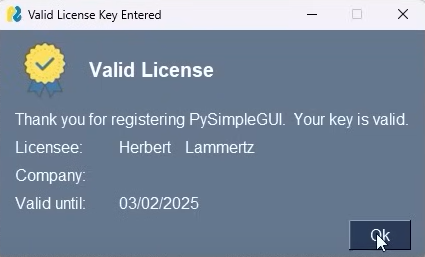 Valid License Key Entered
Valid License
Thank you for registering PySimpleGUI. Your key is valid.
Licensee: Herbert Lammertz
Company:
Valid until: 03/02/2025
Ok